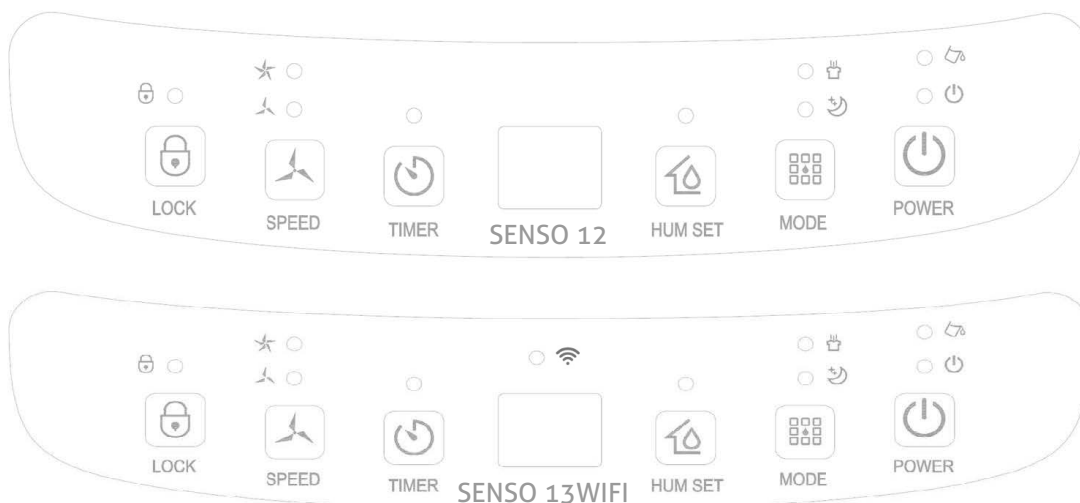 LOCK
SPEED
TIMER
SENSO 12
HUM SET
MODE
POWER
LOCK
SPEED
TIMER
SENSO 13WIFI
HUM SET
MODE
POWER